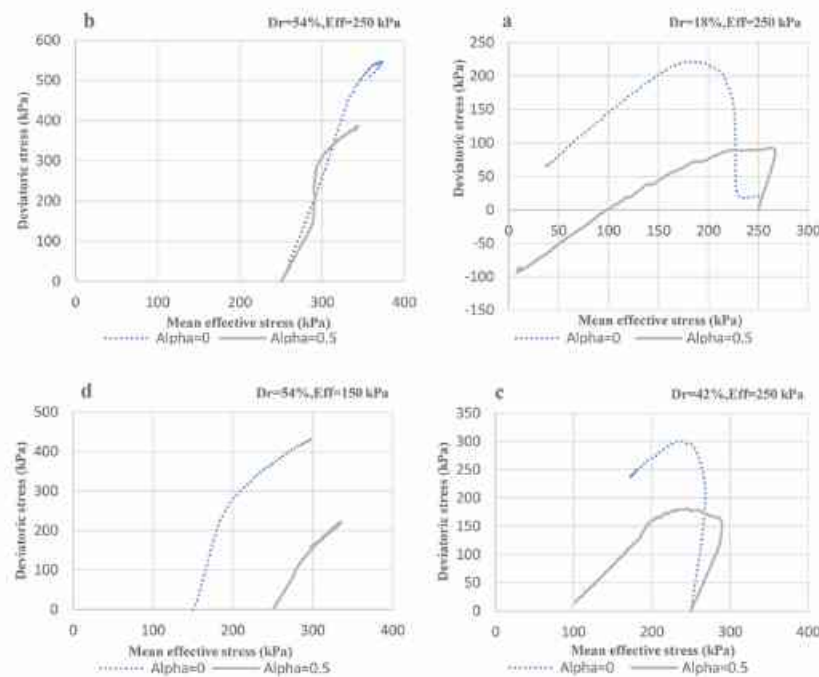 b Dr=54%,Eff=250 kPa
Deviatoric stress (kPa)
600
500
400
300
200
100
0
0 100 200 300 400
Mean effective stress (kPa)
Alpha=0 Alpha=0.5
a Dr=18%,Eff=250 kPa
Deviatoric stress (kPa)
250
200
150
100
50
0
-50
-100
-150
0 50 100 150 200 250 300
Mean effective stress (kPa)
Alpha=0 Alpha=0.5
d Dr=54%,Eff=150 kPa
Deviatoric stress (kPa)
500
400
300
200
100
0
0 100 200 300 400
Mean effective stress (kPa)
Alpha=0 Alpha=0.5
c Dr=42%,Eff=250 kPa
Deviatoric stress (kPa)
350
300
250
200
150
100
50
0
0 100 200 300 400
Mean effective stress (kPa)
Alpha=0 Alpha=0.5